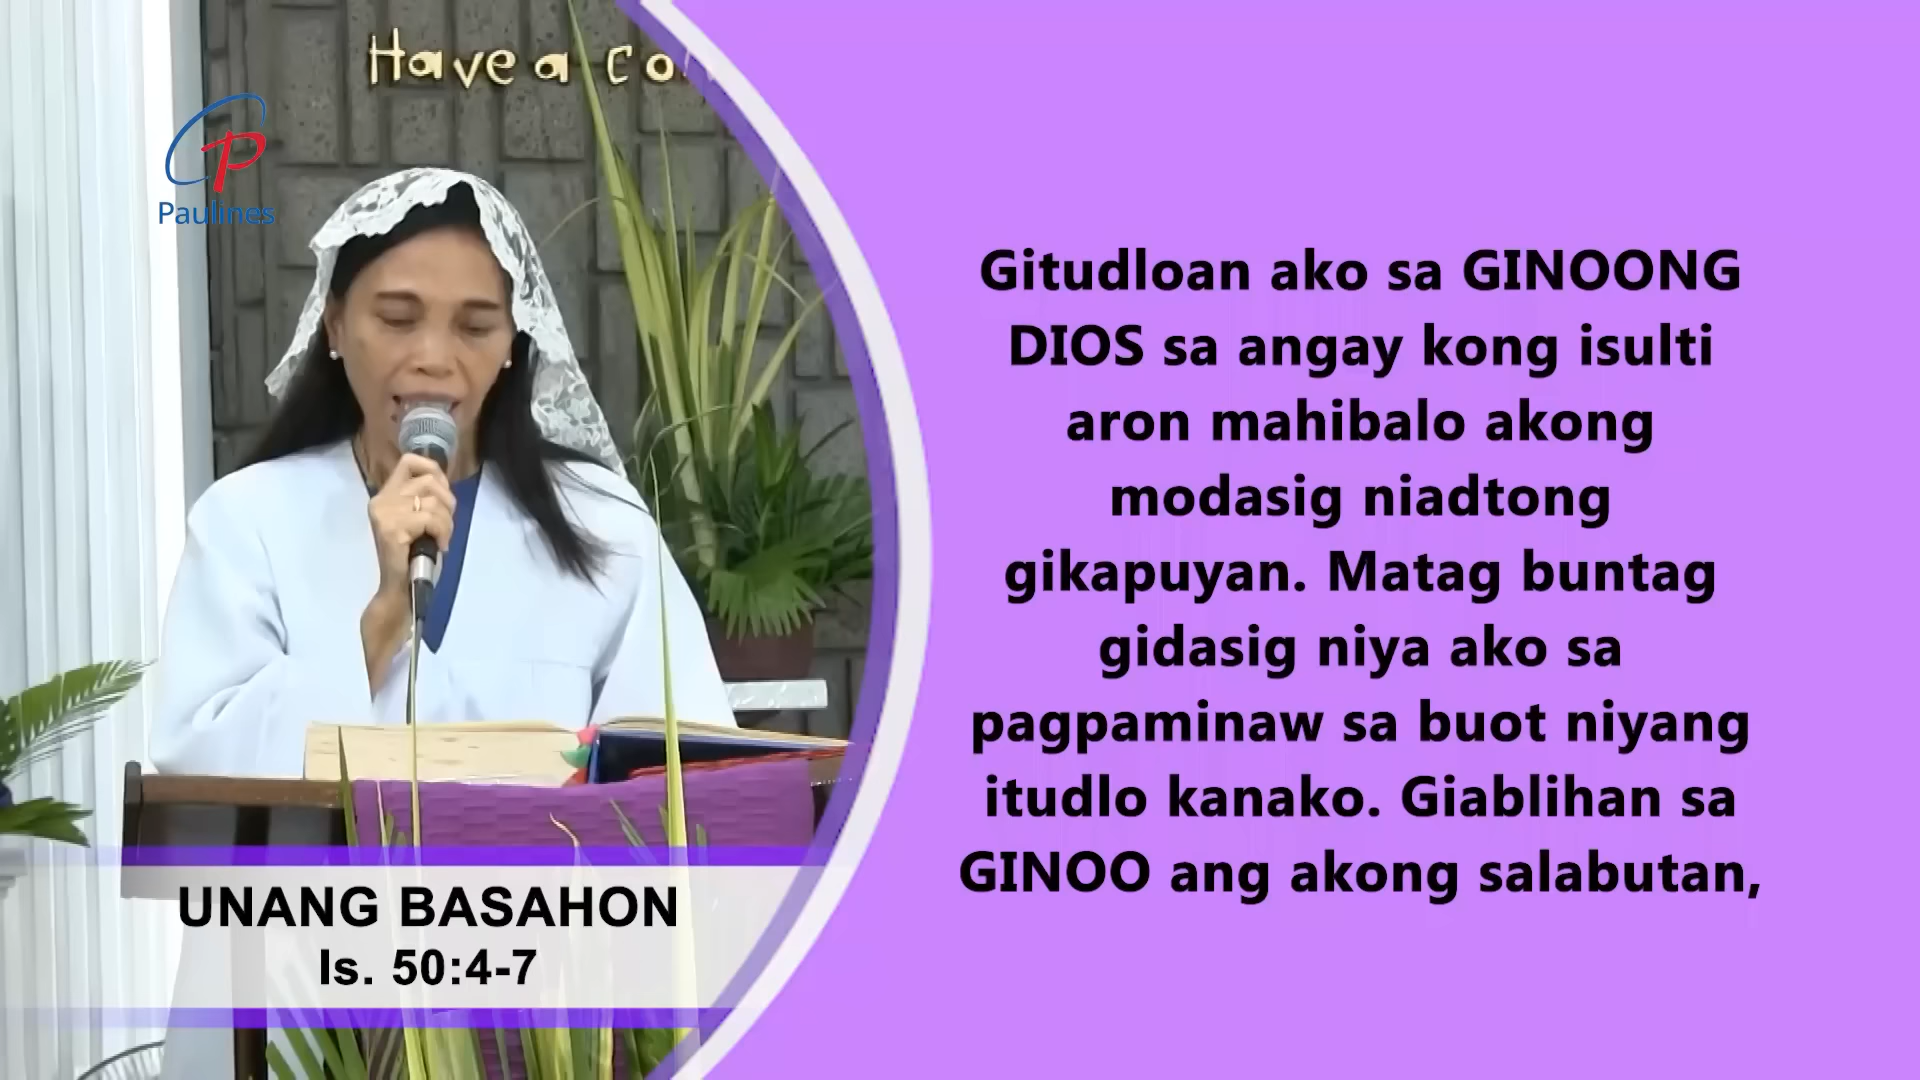 Have a co
Paulines
Gitudloan ako sa GINOONG
DIOS sa angay kong isulti
aron mahibalo akong
modasig niadtong
gikapuyan. Matag buntag
gidasig niya ako sa
pagpaminaw sa buot niyang
itudlo kanako. Giablihan sa
GINOO ang akong salabutan,
UNANG BASAHON
Is. 50:4-7